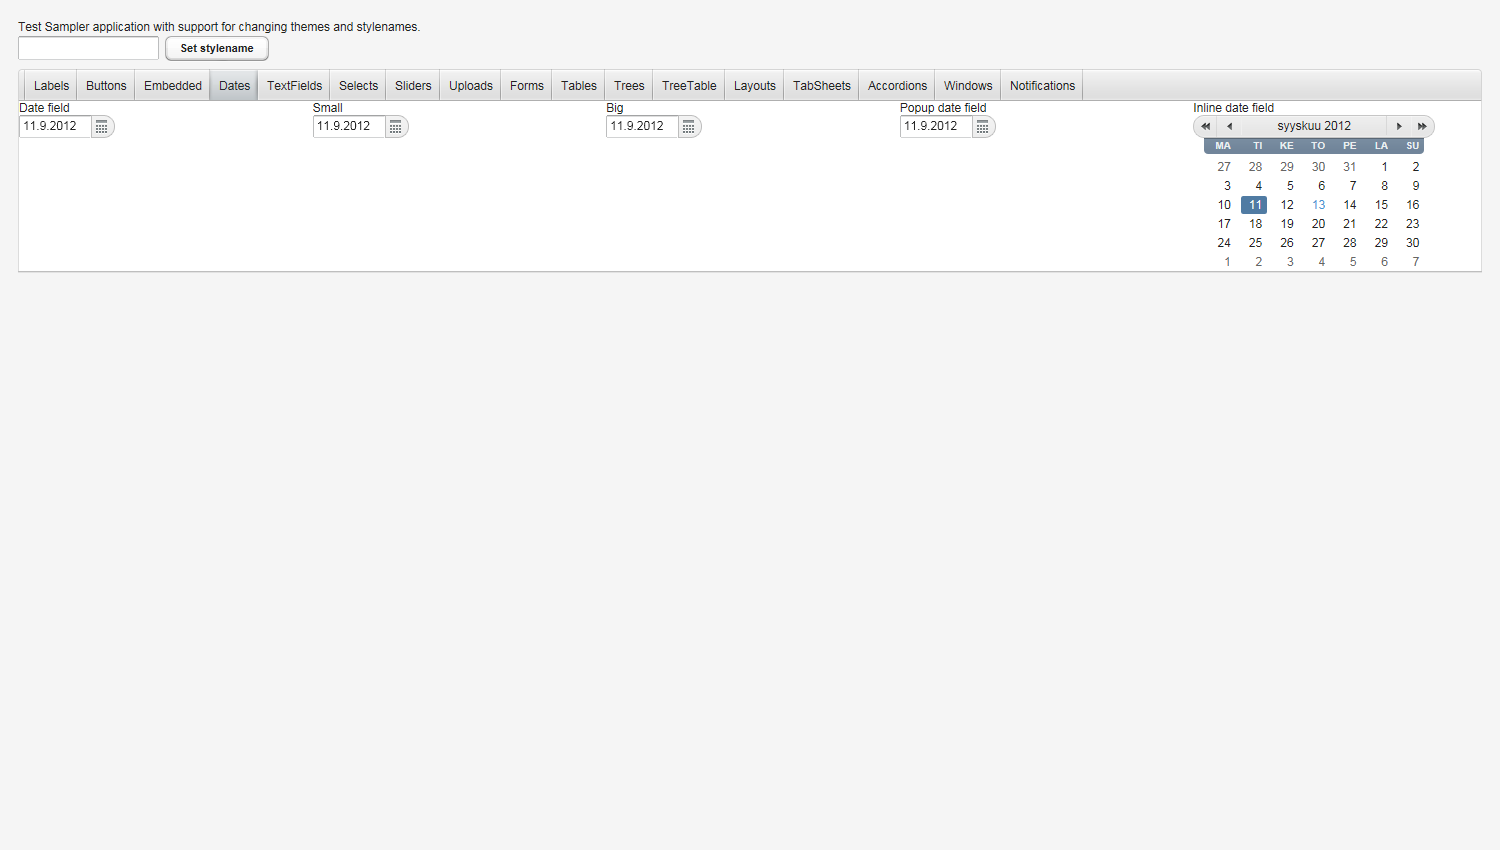 Test Sampler application with support for changing themes and stylenames.
Set stylename
Labels Buttons Embedded Dates TextFields Selects Sliders Uploads Forms Tables Trees TreeTable Layouts TabSheets Accordions Windows Notifications
Date field Small Big Popup date field Inline date field
11.9.2012 11.9.2012 11.9.2012 11.9.2012 syyskuu 2012
MA TI KE TO PE LA SU
27 28 29 30 31 1 2
3 4 5 6 7 8 9
10 11 12 13 14 15 16
17 18 19 20 21 22 23
24 25 26 27 28 29 30
1 2 3 4 5 6 7